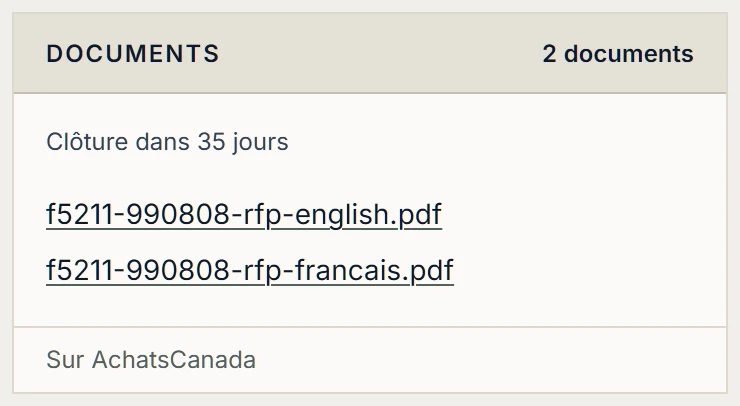 DOCUMENTS
2 documents
Clôture dans 35 jours
f5211-990808-rfp-english.pdf
f5211-990808-rfp-francais.pdf
Sur AchatsCanada